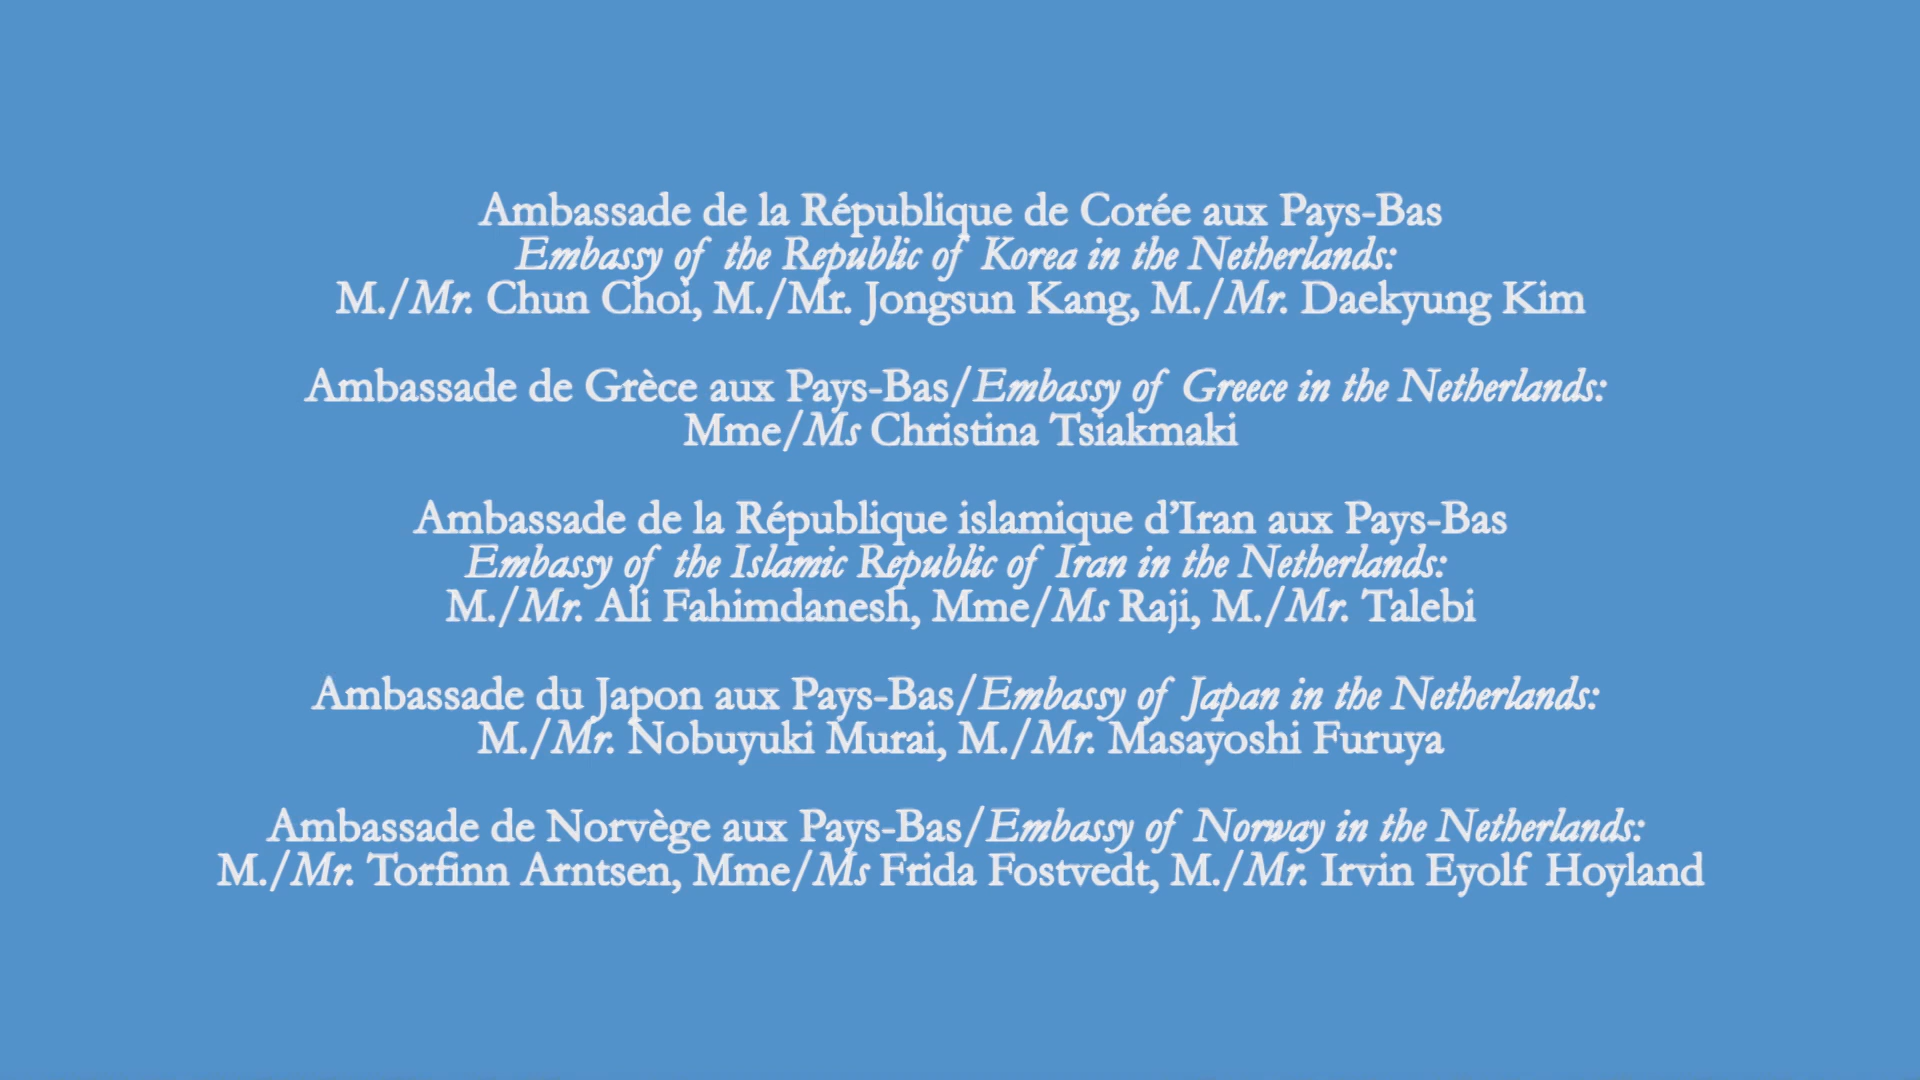 Ambassade de la République de Corée aux Pays-Bas
Embassy of the Republic of Korea in the Netherlands:
M./Mr. Chun Choi, M./Mr. Jongsun Kang, M./Mr. Daekyung Kim
Ambassade de Grèce aux Pays-Bas/Embassy of Greece in the Netherlands:
Mme/Ms Christina Tsiakmaki
Ambassade de la République islamique d’Iran aux Pays-Bas
Embassy of the Islamic Republic of Iran in the Netherlands:
M./Mr. Ali Fahimdanesh, Mme/Ms Raji, M./Mr. Talebi
Ambassade du Japon aux Pays-Bas/Embassy of Japan in the Netherlands:
M./Mr. Nobuyuki Murai, M./Mr. Masayoshi Furuya
Ambassade de Norvège aux Pays-Bas/Embassy of Norway in the Netherlands:
M./Mr. Torfinn Arntsen, Mme/Ms Frida Fostvedt, M./Mr. Irvin Eyolf Hoyland